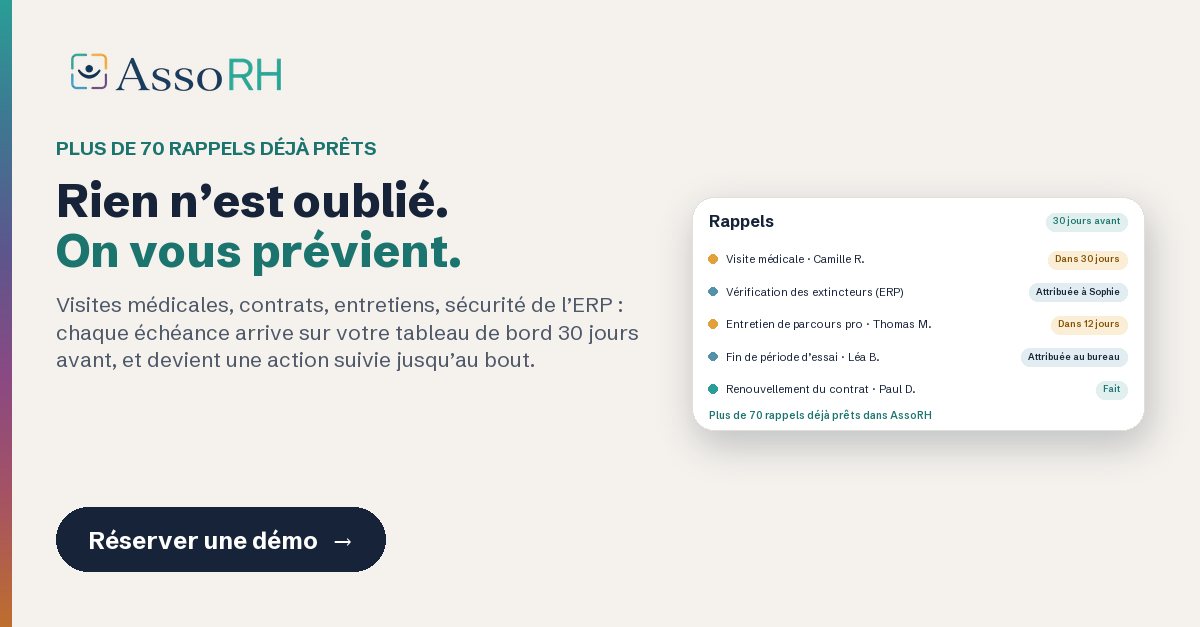 AssoRH
PLUS DE 70 RAPPELS DÉJÀ PRÊTS
Rien n’est oublié.
On vous prévient.
Visites médicales, contrats, entretiens, sécurité de l’ERP :
chaque échéance arrive sur votre tableau de bord 30 jours
avant, et devient une action suivie jusqu’au bout.
Réserver une démo →
Rappels 30 jours avant
Visite médicale · Camille R. Dans 30 jours
Vérification des extincteurs (ERP) Attribuée à Sophie
Entretien de parcours pro · Thomas M. Dans 12 jours
Fin de période d’essai · Léa B. Attribuée au bureau
Renouvellement du contrat · Paul D. Fait
Plus de 70 rappels déjà prêts dans AssoRH